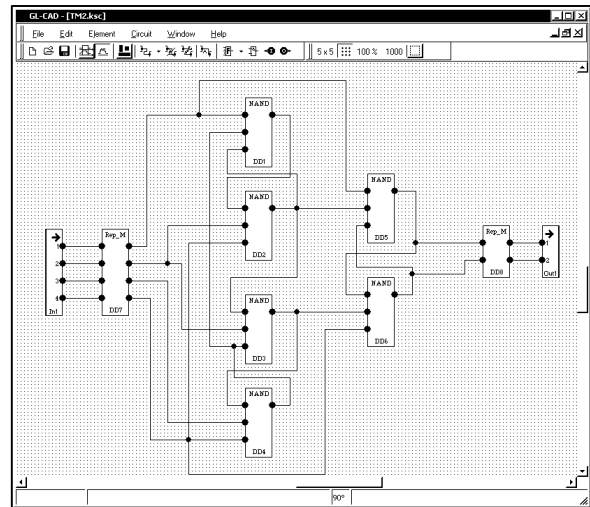 GL-CAD - [TM2.ksc]
File Edit Element Circuit Window Help
5 x 5 100 % 1000
NAND
DD1
NAND
DD2
NAND
DD5
Rep_M
1
2
3
4
In1
DD7
Rep_M
DD8
1
2
Out1
NAND
DD3
NAND
DD6
NAND
DD4
90°